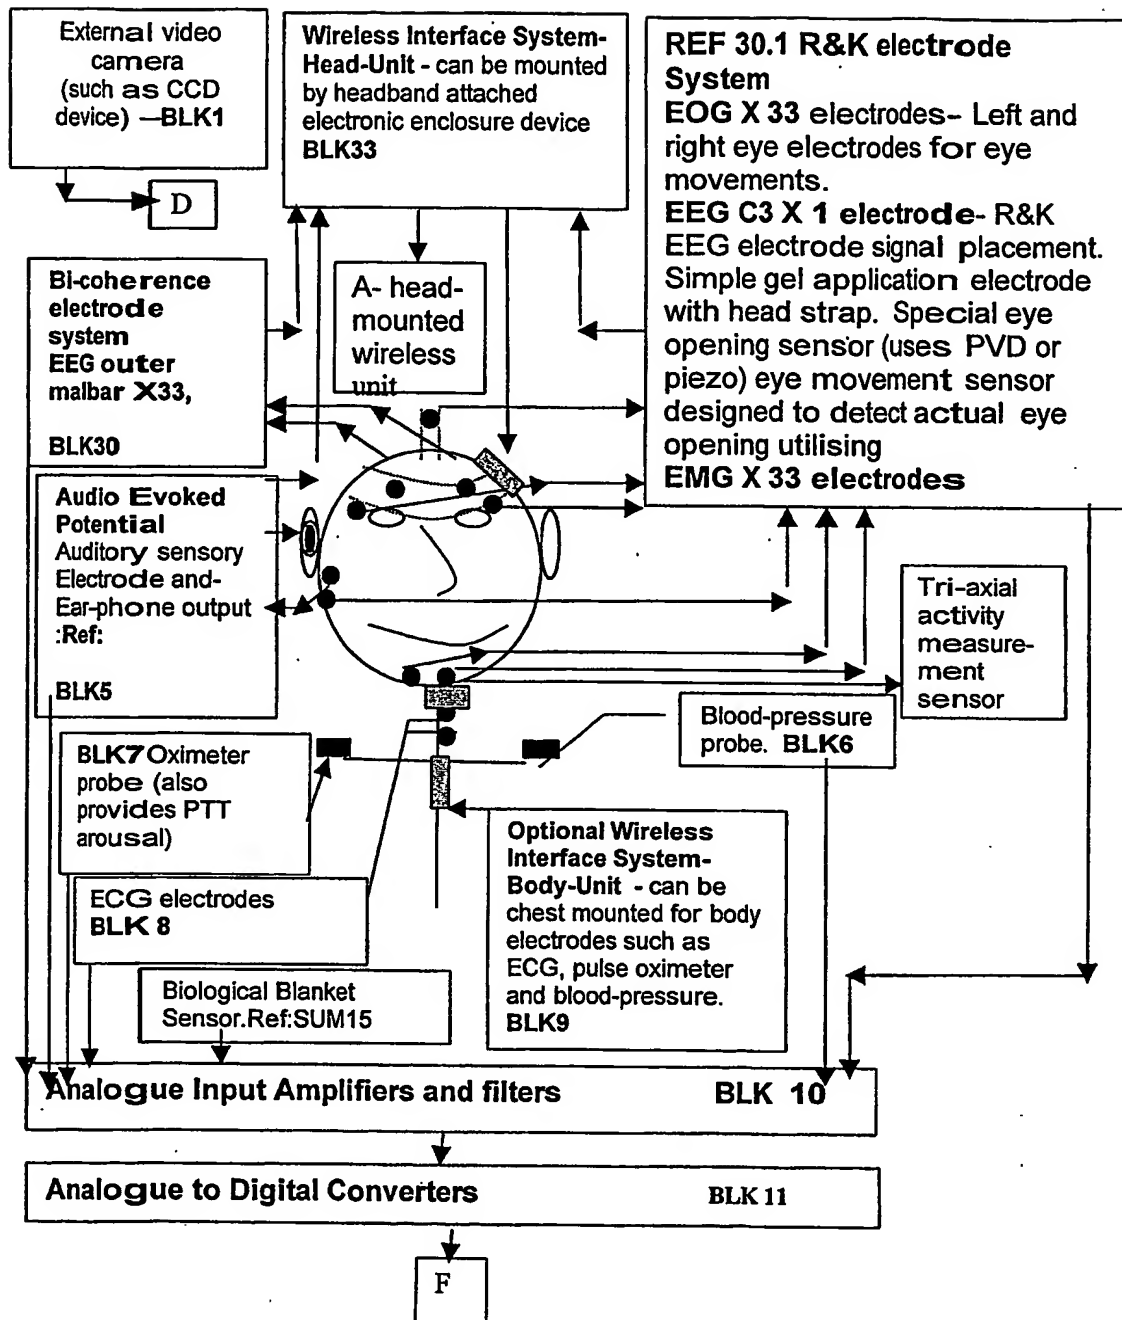 External video
camera
(such as CCD
device) —BLK1
D
Wireless Interface System-
Head-Unit - can be mounted
by headband attached
electronic enclosure device
BLK33
REF 30.1 R&K electrode
System
EOG X 33 electrodes- Left and
right eye electrodes for eye
movements.
EEG C3 X 1 electrode- R&K
EEG electrode signal placement.
Simple gel application electrode
with head strap. Special eye
opening sensor (uses PVD or
piezo) eye movement sensor
designed to detect actual eye
opening utilising
EMG X 33 electrodes
Bi-coherence
electrode
system
EEG outer
malbar X33,
BLK30
A- head-
mounted
wireless
unit
Audio Evoked
Potential
Auditory sensory
Electrode and-
Ear-phone output
:Ref:
BLK5
Tri-axial
activity
measure-
ment
sensor
Blood-pressure
probe. BLK6
BLK7 Oximeter
probe (also
provides PTT
arousal)
Optional Wireless
Interface System-
Body-Unit - can be
chest mounted for body
electrodes such as
ECG, pulse oximeter
and blood-pressure.
BLK9
ECG electrodes
BLK 8
Biological Blanket
Sensor.Ref:SUM15
Analogue Input Amplifiers and filters BLK 10
Analogue to Digital Converters BLK 11
F